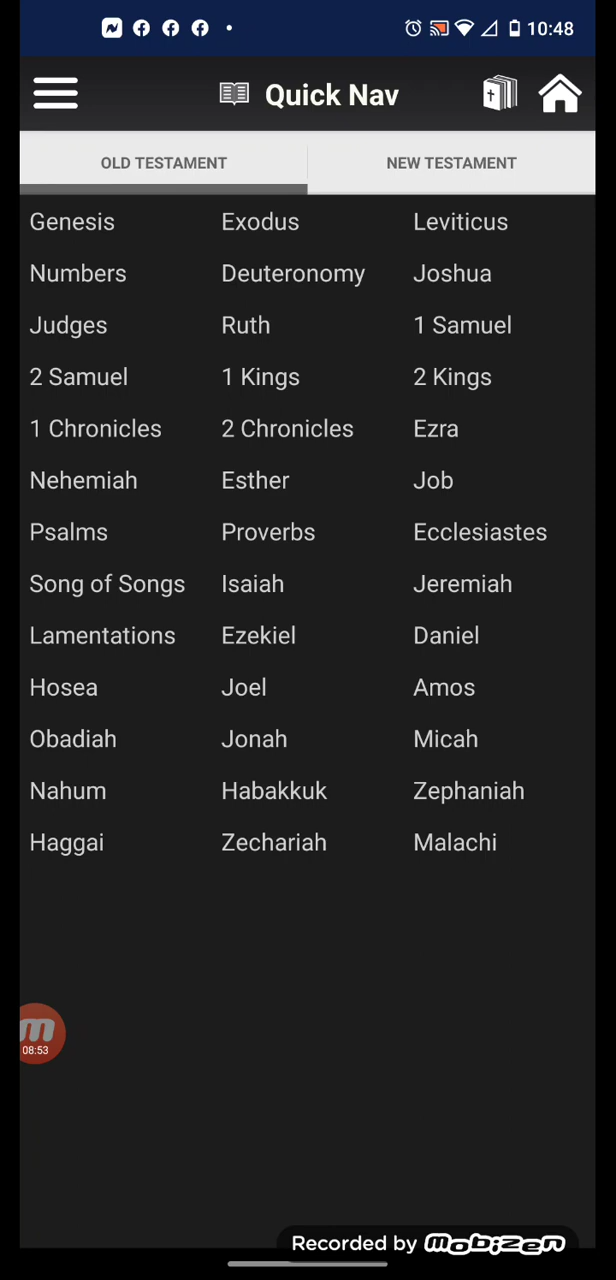 10:48
Quick Nav
OLD TESTAMENT NEW TESTAMENT
Genesis Exodus Leviticus
Numbers Deuteronomy Joshua
Judges Ruth 1 Samuel
2 Samuel 1 Kings 2 Kings
1 Chronicles 2 Chronicles Ezra
Nehemiah Esther Job
Psalms Proverbs Ecclesiastes
Song of Songs Isaiah Jeremiah
Lamentations Ezekiel Daniel
Hosea Joel Amos
Obadiah Jonah Micah
Nahum Habakkuk Zephaniah
Haggai Zechariah Malachi
m
08:53
Recorded by mobizen